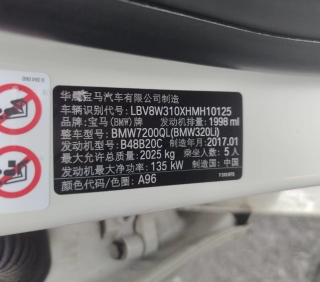 华晨宝马汽车有限公司制造
车辆识别代号: LBV8W310XHMH10125
品牌: 宝马(BMW)牌 发动机排量: 1998 ml
整车型号: BMW7200QL(BMW320Li)
发动机型号: B48B20C 制造年月: 2017.01
最大允许总质量: 2025 kg 乘坐人数: 5 人
发动机最大净功率: 135 kW 制造国: 中国
颜色代码/色漆: A96